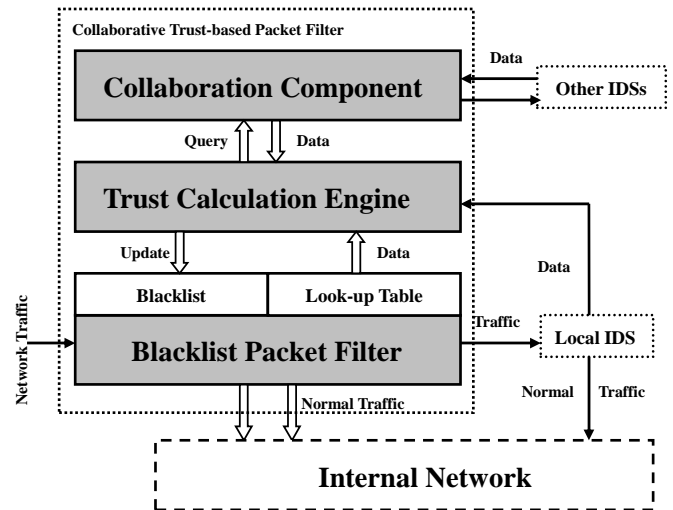 Collaborative Trust-based Packet Filter
Collaboration Component
Data
Other IDSs
Query
Data
Trust Calculation Engine
Update
Data
Data
Blacklist
Look-up Table
Network Traffic
Blacklist Packet Filter
Traffic
Local IDS
Normal Traffic
Normal Traffic
Internal Network